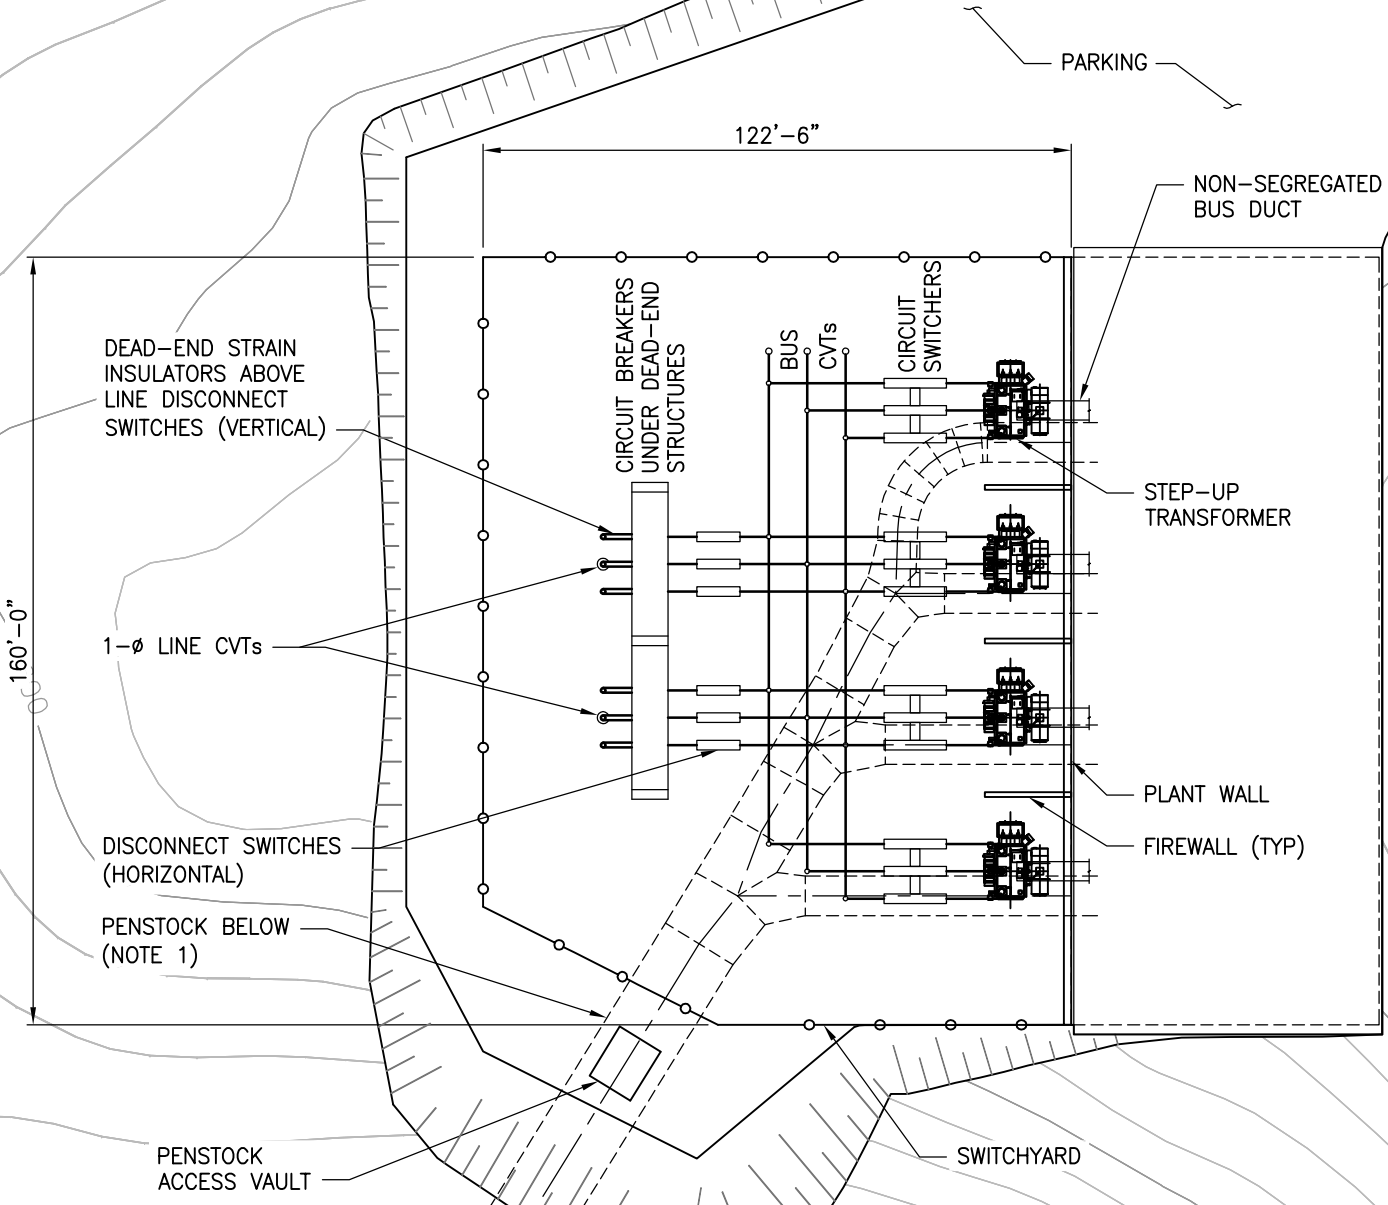 PARKING
122'-6"
NON-SEGREGATED
BUS DUCT
CIRCUIT BREAKERS
UNDER DEAD-END
STRUCTURES
BUS
CVTs
CIRCUIT
SWITCHERS
DEAD-END STRAIN
INSULATORS ABOVE
LINE DISCONNECT
SWITCHES (VERTICAL)
STEP-UP
TRANSFORMER
160'-0"
1-ø LINE CVTs
PLANT WALL
FIREWALL (TYP)
DISCONNECT SWITCHES
(HORIZONTAL)
PENSTOCK BELOW
(NOTE 1)
PENSTOCK
ACCESS VAULT
SWITCHYARD